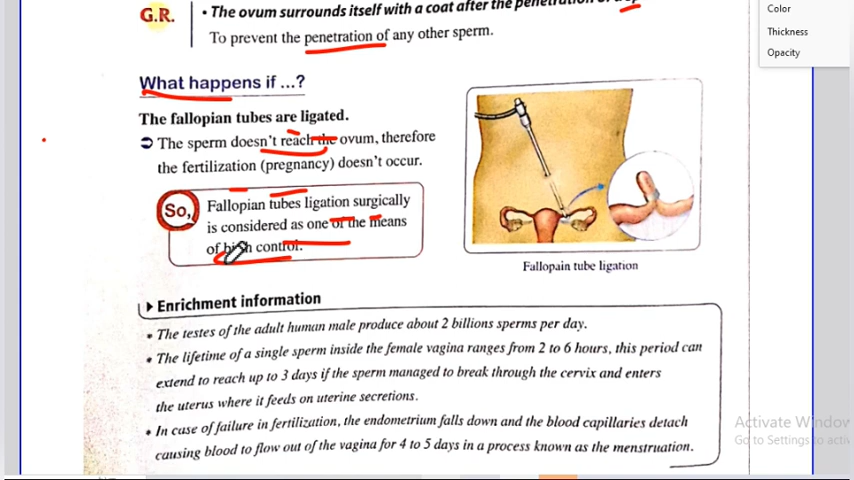 Color
Thickness
Opacity
G.R.
• The ovum surrounds itself with a coat after the penetration of
To prevent the penetration of any other sperm.
What happens if ...?
The fallopian tubes are ligated.
The sperm doesn't reach the ovum, therefore
the fertilization (pregnancy) doesn't occur.
So,
Fallopian tubes ligation surgically
is considered as one of the means
of birth control.
Fallopain tube ligation
Enrichment information
• The testes of the adult human male produce about 2 billions sperms per day.
• The lifetime of a single sperm inside the female vagina ranges from 2 to 6 hours, this period can
extend to reach up to 3 days if the sperm managed to break through the cervix and enters
the uterus where it feeds on uterine secretions.
• In case of failure in fertilization, the endometrium falls down and the blood capillaries detach
causing blood to flow out of the vagina for 4 to 5 days in a process known as the menstruation.
Activate Window
Go to Settings to activ